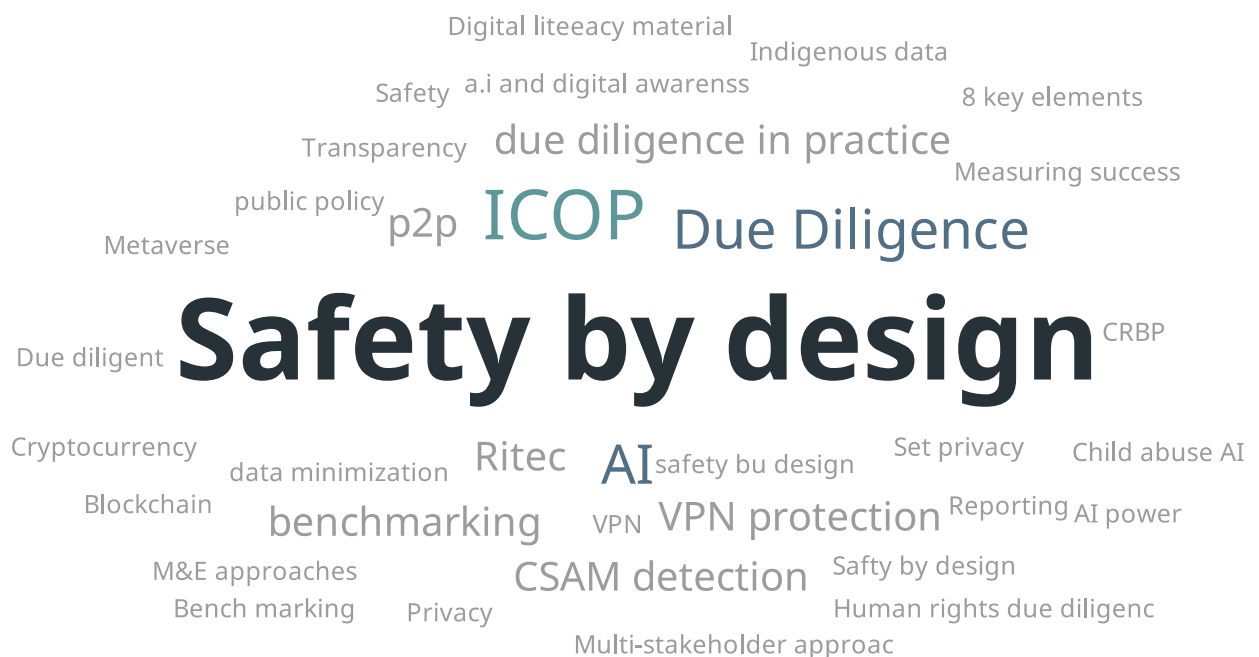 Digital liteeacy material
Indigenous data
Safety
a.i and digital awarenss
8 key elements
Transparency
due diligence in practice
Measuring success
public policy
p2p
ICOP
Due Diligence
Metaverse
Safety by design
CRBP
Due diligent
Cryptocurrency
data minimization
Ritec
AI
safety bu design
Set privacy
Child abuse AI
Blockchain
benchmarking
VPN
VPN protection
Reporting
AI power
M&E approaches
CSAM detection
Safty by design
Bench marking
Privacy
Human rights due diligenc
Multi-stakeholder approac